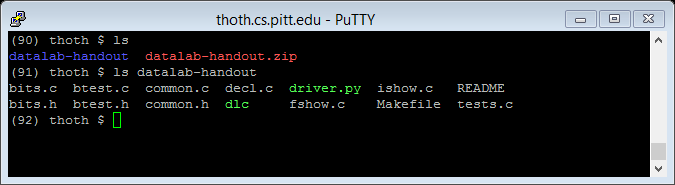 thoth.cs.pitt.edu - PuTTY
(90) thoth $ ls
datalab-handout  datalab-handout.zip
(91) thoth $ ls datalab-handout
bits.c  btest.c  common.c  decl.c  driver.py  ishow.c   README
bits.h  btest.h  common.h  dlc     fshow.c    Makefile  tests.c
(92) thoth $